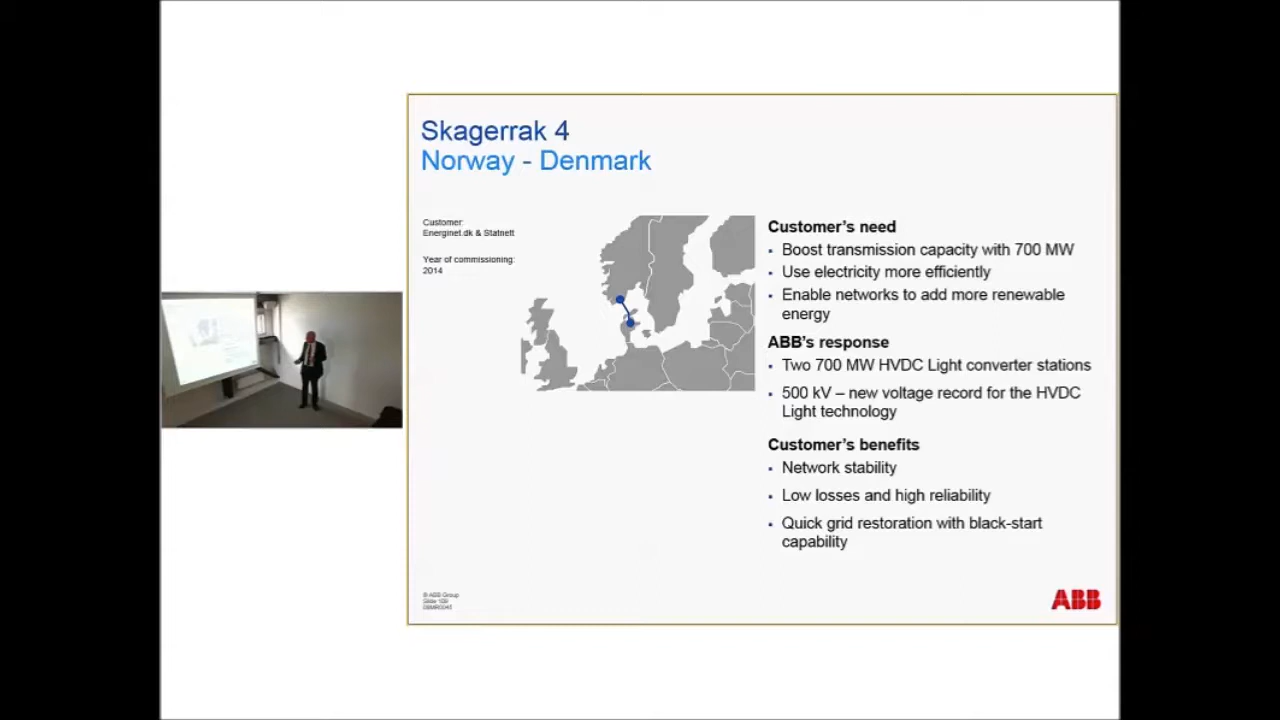 Skagerrak 4
Norway - Denmark
Customer:
Energinet.dk & Statnett
Year of commissioning:
2014
Customer's need
▪ Boost transmission capacity with 700 MW
▪ Use electricity more efficiently
▪ Enable networks to add more renewable
energy
ABB's response
▪ Two 700 MW HVDC Light converter stations
▪ 500 kV – new voltage record for the HVDC
Light technology
Customer's benefits
▪ Network stability
▪ Low losses and high reliability
▪ Quick grid restoration with black-start
capability
© ABB Group
ABB